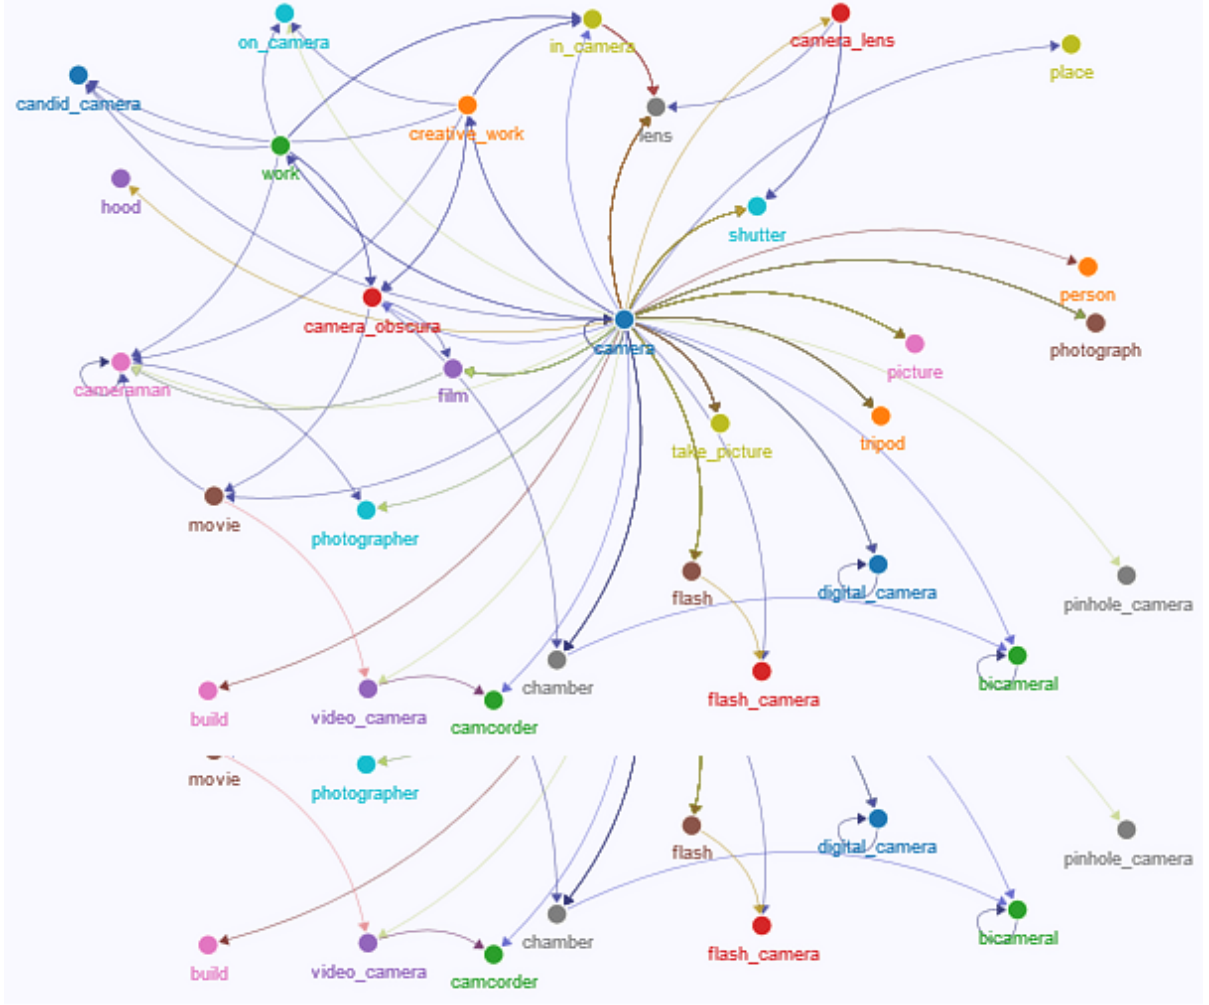 on_camera
in_camera
camera_lens
place
candid_camera
creative_work
lens
work
hood
shutter
person
camera_obscura
camera
photograph
picture
cameraman
film
take_picture
tripod
movie
photographer
flash
digital_camera
pinhole_camera
chamber
bicameral
build
video_camera
camcorder
flash_camera
movie
photographer
flash
digital_camera
pinhole_camera
chamber
bicameral
build
video_camera
camcorder
flash_camera